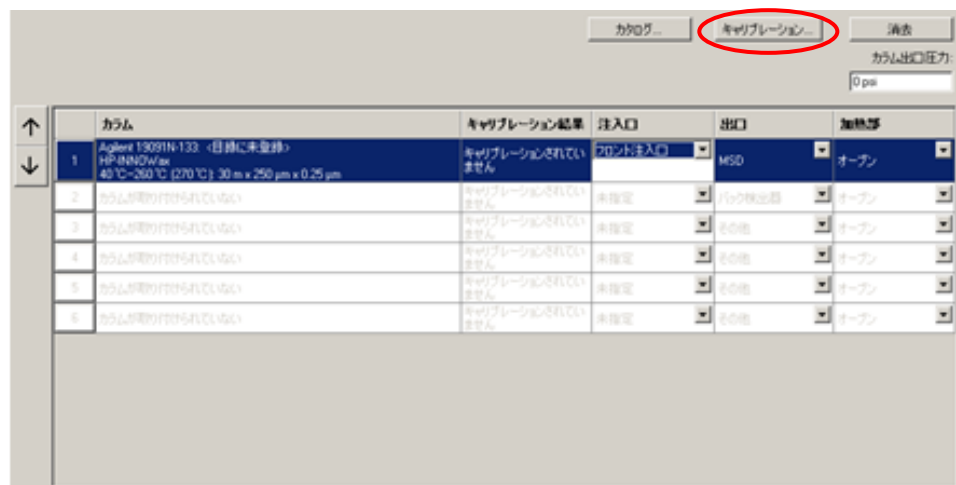 カタログ... キャリブレーション... 消去
カラム出口圧力:
0 psi
カラム キャリブレーション結果 注入口 出口 加熱部
1 Agilent 19091N-133: <目録に未登録>
HP-INNOWax
40 ℃-260 ℃ (270 ℃): 30 m x 250 μm x 0.25 μm
キャリブレーションされてい
ません
フロント注入口
MSD
オーブン
2 カラムが取り付けられていない
キャリブレーションされてい
ません
未指定
バック検出器
オーブン
3 カラムが取り付けられていない
キャリブレーションされてい
ません
未指定
その他
オーブン
4 カラムが取り付けられていない
キャリブレーションされてい
ません
未指定
その他
オーブン
5 カラムが取り付けられていない
キャリブレーションされてい
ません
未指定
その他
オーブン
6 カラムが取り付けられていない
キャリブレーションされてい
ません
未指定
その他
オーブン